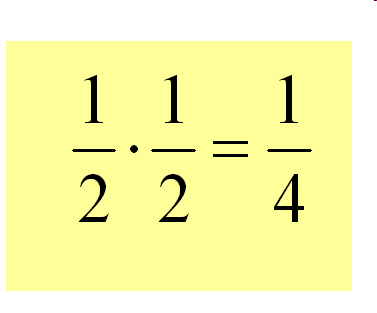 1/2 · 1/2 = 1/4